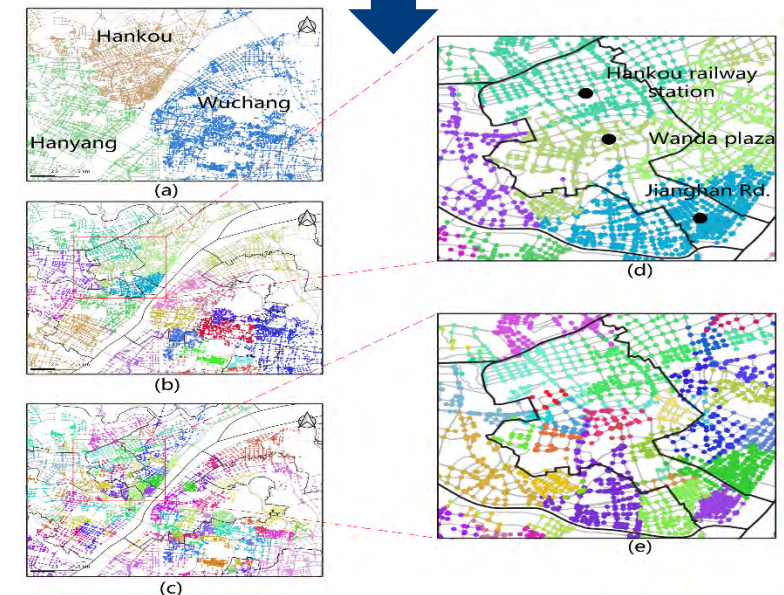 Hankou
Wuchang
Hanyang
(a)
(b)
(c)
Hankou railway
station
Wanda plaza
Jianghan Rd.
(d)
(e)